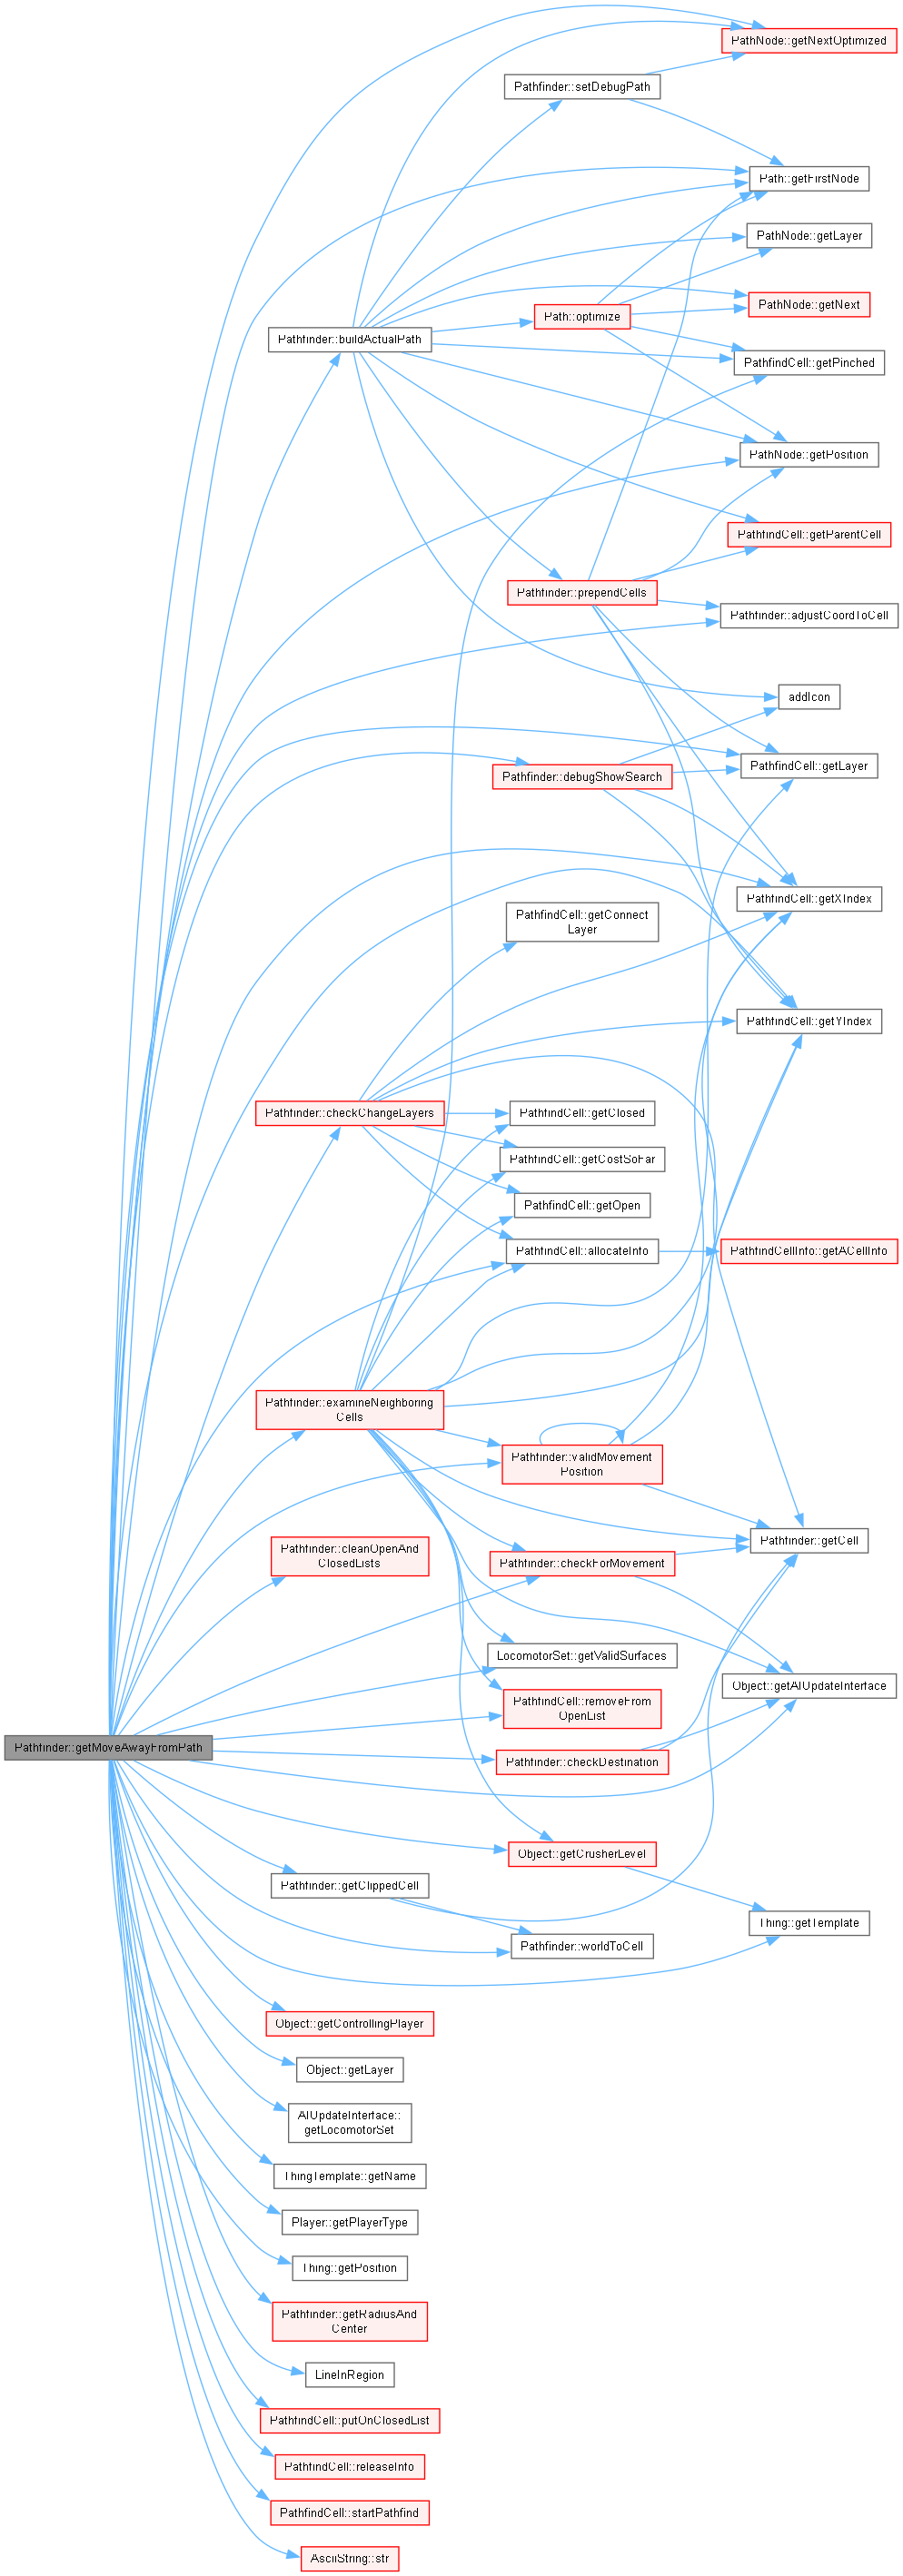 PathNode::getNextOptimized
Pathfinder::setDebugPath
Path::getFirstNode
PathNode::getLayer
PathNode::getNext
Path::optimize
Pathfinder::buildActualPath
PathfindCell::getPinched
PathNode::getPosition
PathfindCell::getParentCell
Pathfinder::prependCells
Pathfinder::adjustCoordToCell
addIcon
PathfindCell::getLayer
Pathfinder::debugShowSearch
PathfindCell::getXIndex
PathfindCell::getConnect
Layer
PathfindCell::getYIndex
Pathfinder::checkChangeLayers
PathfindCell::getClosed
PathfindCell::getCostSoFar
PathfindCell::getOpen
PathfindCell::allocateInfo
PathfindCellInfo::getACellInfo
Pathfinder::examineNeighboring
Cells
Pathfinder::validMovement
Position
Pathfinder::getCell
Pathfinder::cleanOpenAnd
ClosedLists
Pathfinder::checkForMovement
LocomotorSet::getValidSurfaces
Object::getAIUpdateInterface
PathfindCell::removeFrom
OpenList
Pathfinder::getMoveAwayFromPath
Pathfinder::checkDestination
Object::getCrusherLevel
Pathfinder::getClippedCell
Thing::getTemplate
Pathfinder::worldToCell
Object::getControllingPlayer
Object::getLayer
AIUpdateInterface::
getLocomotorSet
ThingTemplate::getName
Player::getPlayerType
Thing::getPosition
Pathfinder::getRadiusAnd
Center
LineInRegion
PathfindCell::putOnClosedList
PathfindCell::releaseInfo
PathfindCell::startPathfind
AsciiString::str